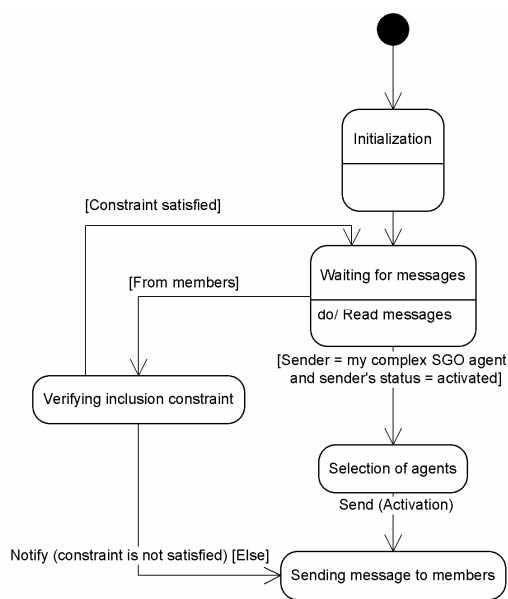 Initialization
[Constraint satisfied]
Waiting for messages
[From members]
do/ Read messages
[Sender = my complex SGO agent
and sender's status = activated]
Verifying inclusion constraint
Selection of agents
Send (Activation)
Notify (constraint is not satisfied) [Else]
Sending message to members